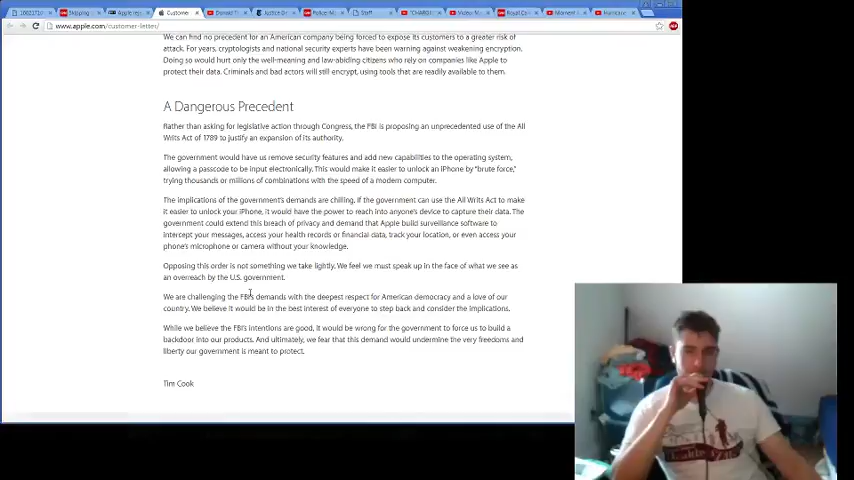 Customer
www.apple.com/customer-letter/
We can find no precedent for an American company being forced to expose its customers to a greater risk of
attack. For years, cryptologists and national security experts have been warning against weakening encryption.
Doing so would hurt only the well-meaning and law-abiding citizens who rely on companies like Apple to
protect their data. Criminals and bad actors will still encrypt, using tools that are readily available to them.
A Dangerous Precedent
Rather than asking for legislative action through Congress, the FBI is proposing an unprecedented use of the All
Writs Act of 1789 to justify an expansion of its authority.
The government would have us remove security features and add new capabilities to the operating system,
allowing a passcode to be input electronically. This would make it easier to unlock an iPhone by “brute force,”
trying thousands or millions of combinations with the speed of a modern computer.
The implications of the government’s demands are chilling. If the government can use the All Writs Act to make
it easier to unlock your iPhone, it would have the power to reach into anyone’s device to capture their data. The
government could extend this breach of privacy and demand that Apple build surveillance software to
intercept your messages, access your health records or financial data, track your location, or even access your
phone’s microphone or camera without your knowledge.
Opposing this order is not something we take lightly. We feel we must speak up in the face of what we see as
an overreach by the U.S. government.
We are challenging the FBI’s demands with the deepest respect for American democracy and a love of our
country. We believe it would be in the best interest of everyone to step back and consider the implications.
While we believe the FBI’s intentions are good, it would be wrong for the government to force us to build a
backdoor into our products. And ultimately, we fear that this demand would undermine the very freedoms and
liberty our government is meant to protect.
Tim Cook